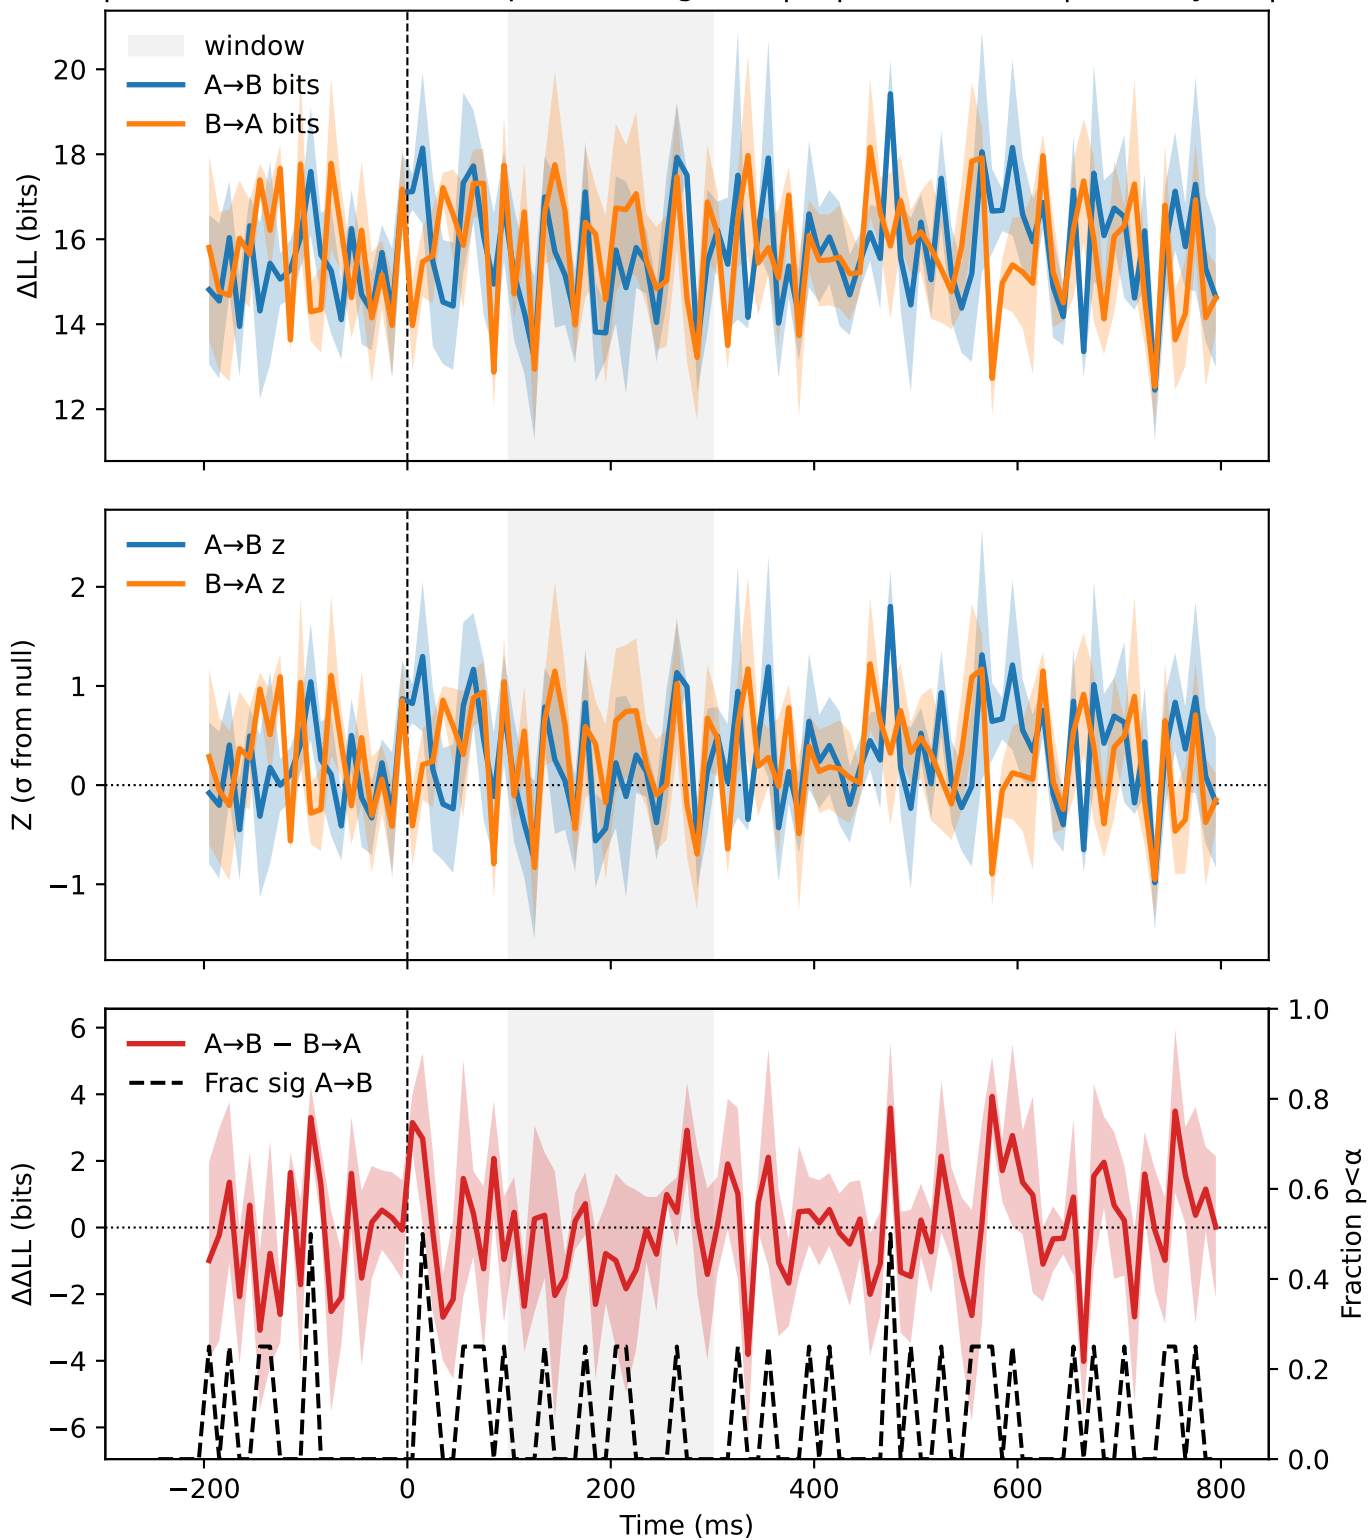 window
A→B bits
B→A bits
ΔLL (bits)
20
18
16
14
12
A→B z
B→A z
Z (σ from null)
2
1
0
−1
A→B − B→A
Frac sig A→B
ΔΔLL (bits)
6
4
2
0
−2
−4
−6
1.0
0.8
0.6
0.4
0.2
0.0
Fraction p<α
−200
0
200
400
600
800
Time (ms)